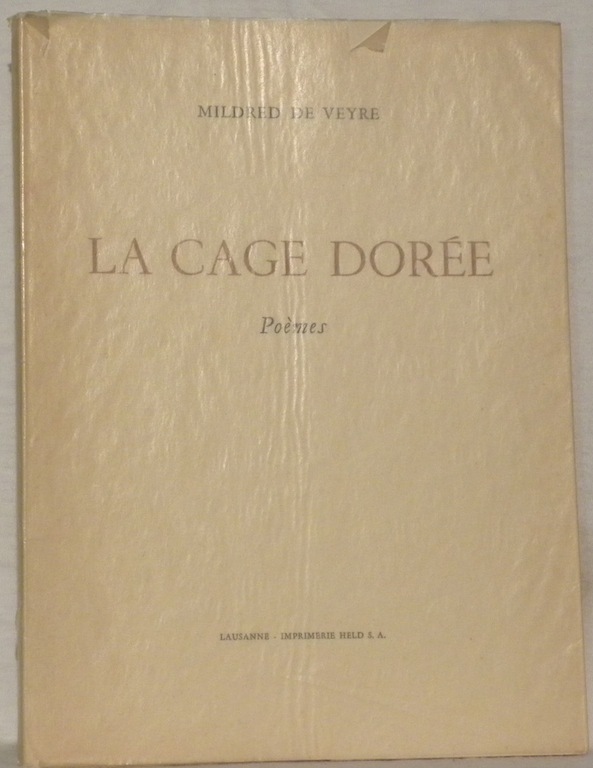 MILDRED DE VEYRE
LA CAGE DORÉE
Poèmes
LAUSANNE - IMPRIMERIE HELD S. A.